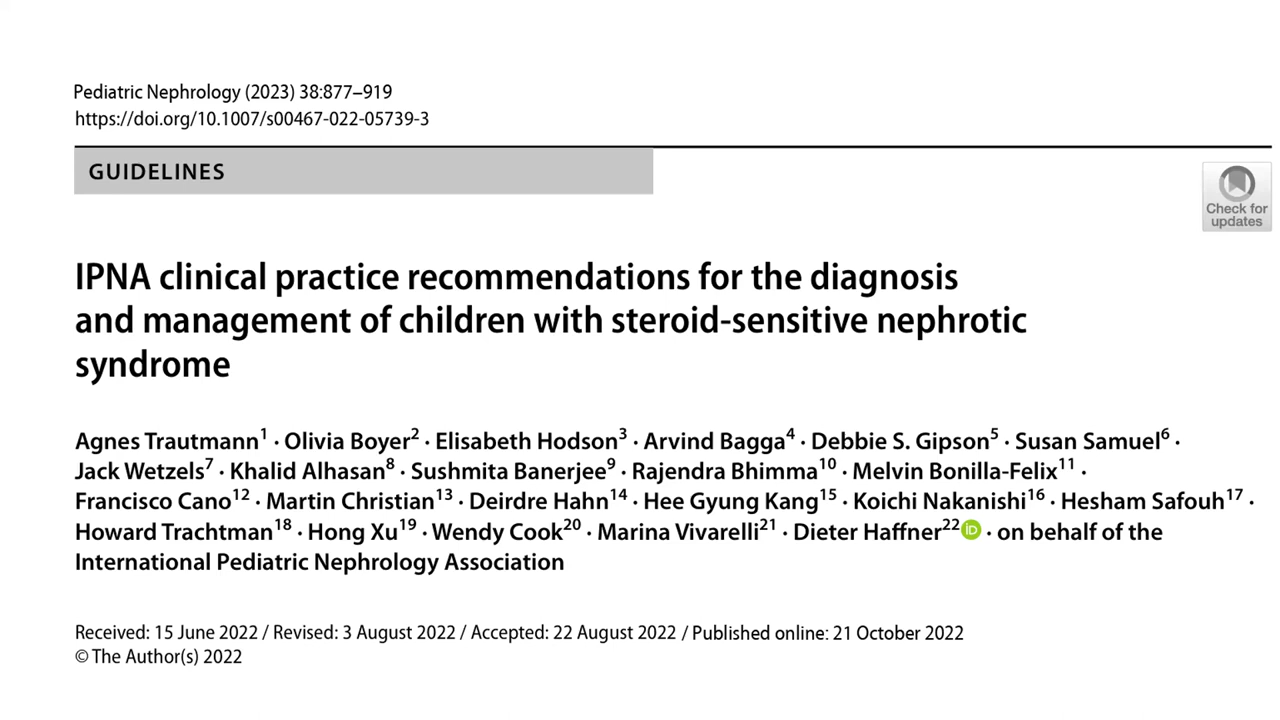 Pediatric Nephrology (2023) 38:877–919
https://doi.org/10.1007/s00467-022-05739-3
GUIDELINES
Check for
updates
IPNA clinical practice recommendations for the diagnosis
and management of children with steroid-sensitive nephrotic
syndrome
Agnes Trautmann1 · Olivia Boyer2 · Elisabeth Hodson3 · Arvind Bagga4 · Debbie S. Gipson5 · Susan Samuel6 ·
Jack Wetzels7 · Khalid Alhasan8 · Sushmita Banerjee9 · Rajendra Bhimma10 · Melvin Bonilla-Felix11 ·
Francisco Cano12 · Martin Christian13 · Deirdre Hahn14 · Hee Gyung Kang15 · Koichi Nakanishi16 · Hesham Safouh17 ·
Howard Trachtman18 · Hong Xu19 · Wendy Cook20 · Marina Vivarelli21 · Dieter Haffner22 iD · on behalf of the
International Pediatric Nephrology Association
Received: 15 June 2022 / Revised: 3 August 2022 / Accepted: 22 August 2022 / Published online: 21 October 2022
© The Author(s) 2022